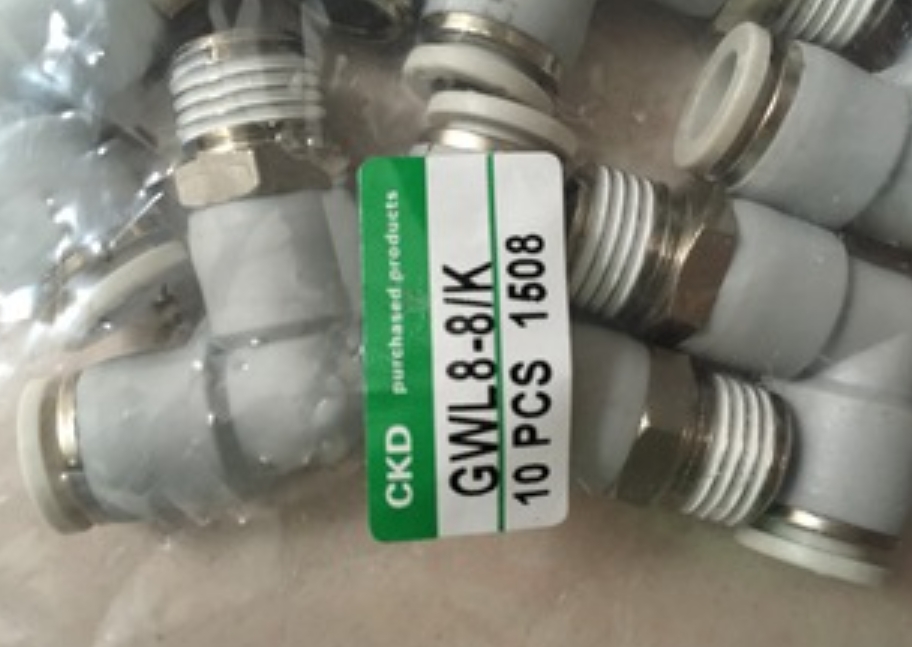 CKD purchased products
GWL8-8/K
10 PCS 1508